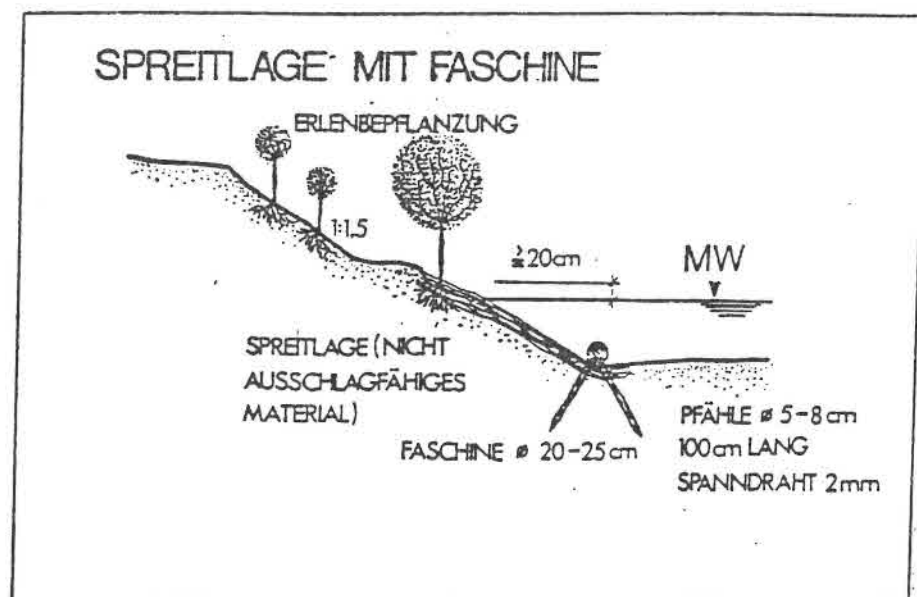 SPREITLAGE MIT FASCHINE
ERLENBEPFLANZUNG
1:1,5
≥20cm
MW
SPREITLAGE (NICHT
AUSSCHLAGFÄHIGES
MATERIAL)
FASCHINE ø 20-25cm
PFÄHLE ø 5-8cm
100cm LANG
SPANNDRAHT 2mm